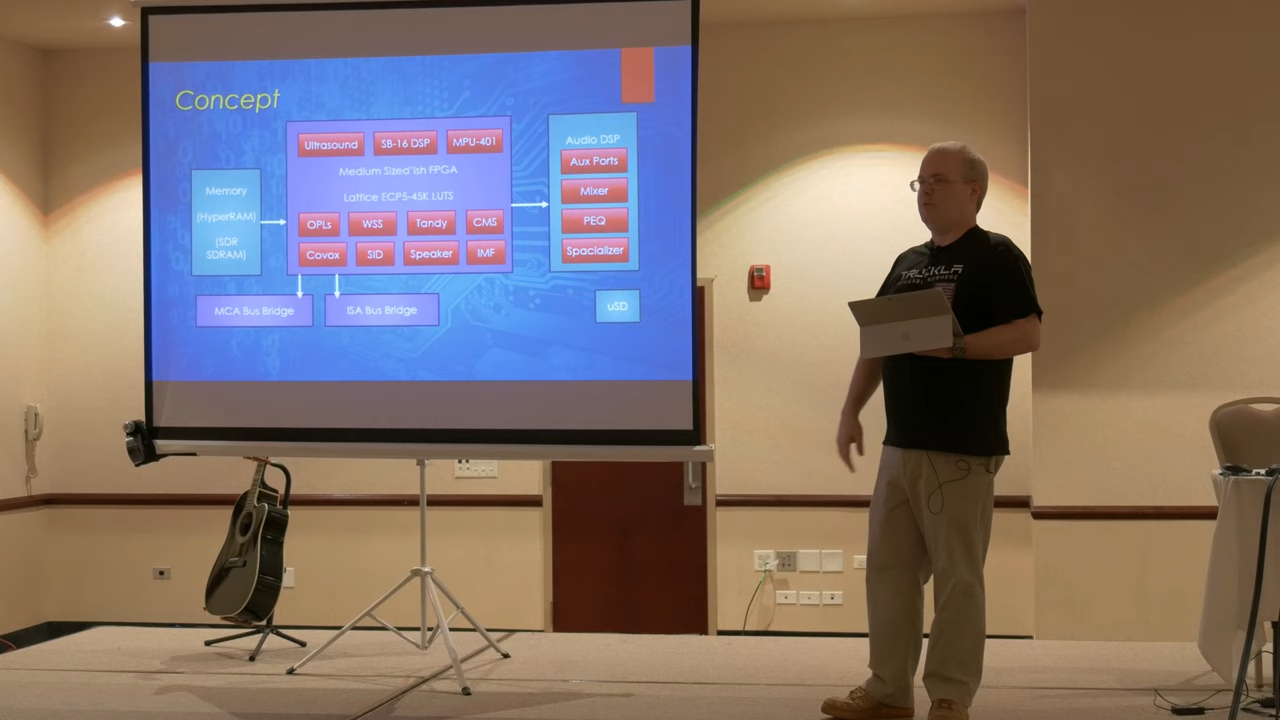 Concept
Ultrasound
SB-16 DSP
MPU-401
Medium Sized'ish FPGA
Lattice ECP5-45K LUTS
OPLs
WSS
Tandy
CMS
Covox
SID
Speaker
IMF
Memory
(HyperRAM)
(SDR
SDRAM)
Audio DSP
Aux Ports
Mixer
PEQ
Spacializer
MCA Bus Bridge
ISA Bus Bridge
uSD